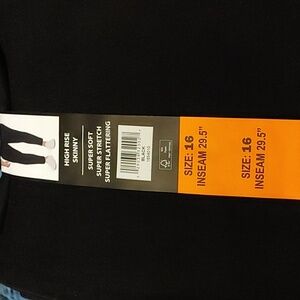 HIGH RISE
SKINNY
SUPER SOFT
SUPER STRETCH
SUPER FLATTERING
BLACK
SIZE: 16
INSEAM 29.5"
SIZE: 16
INSEAM 29.5"